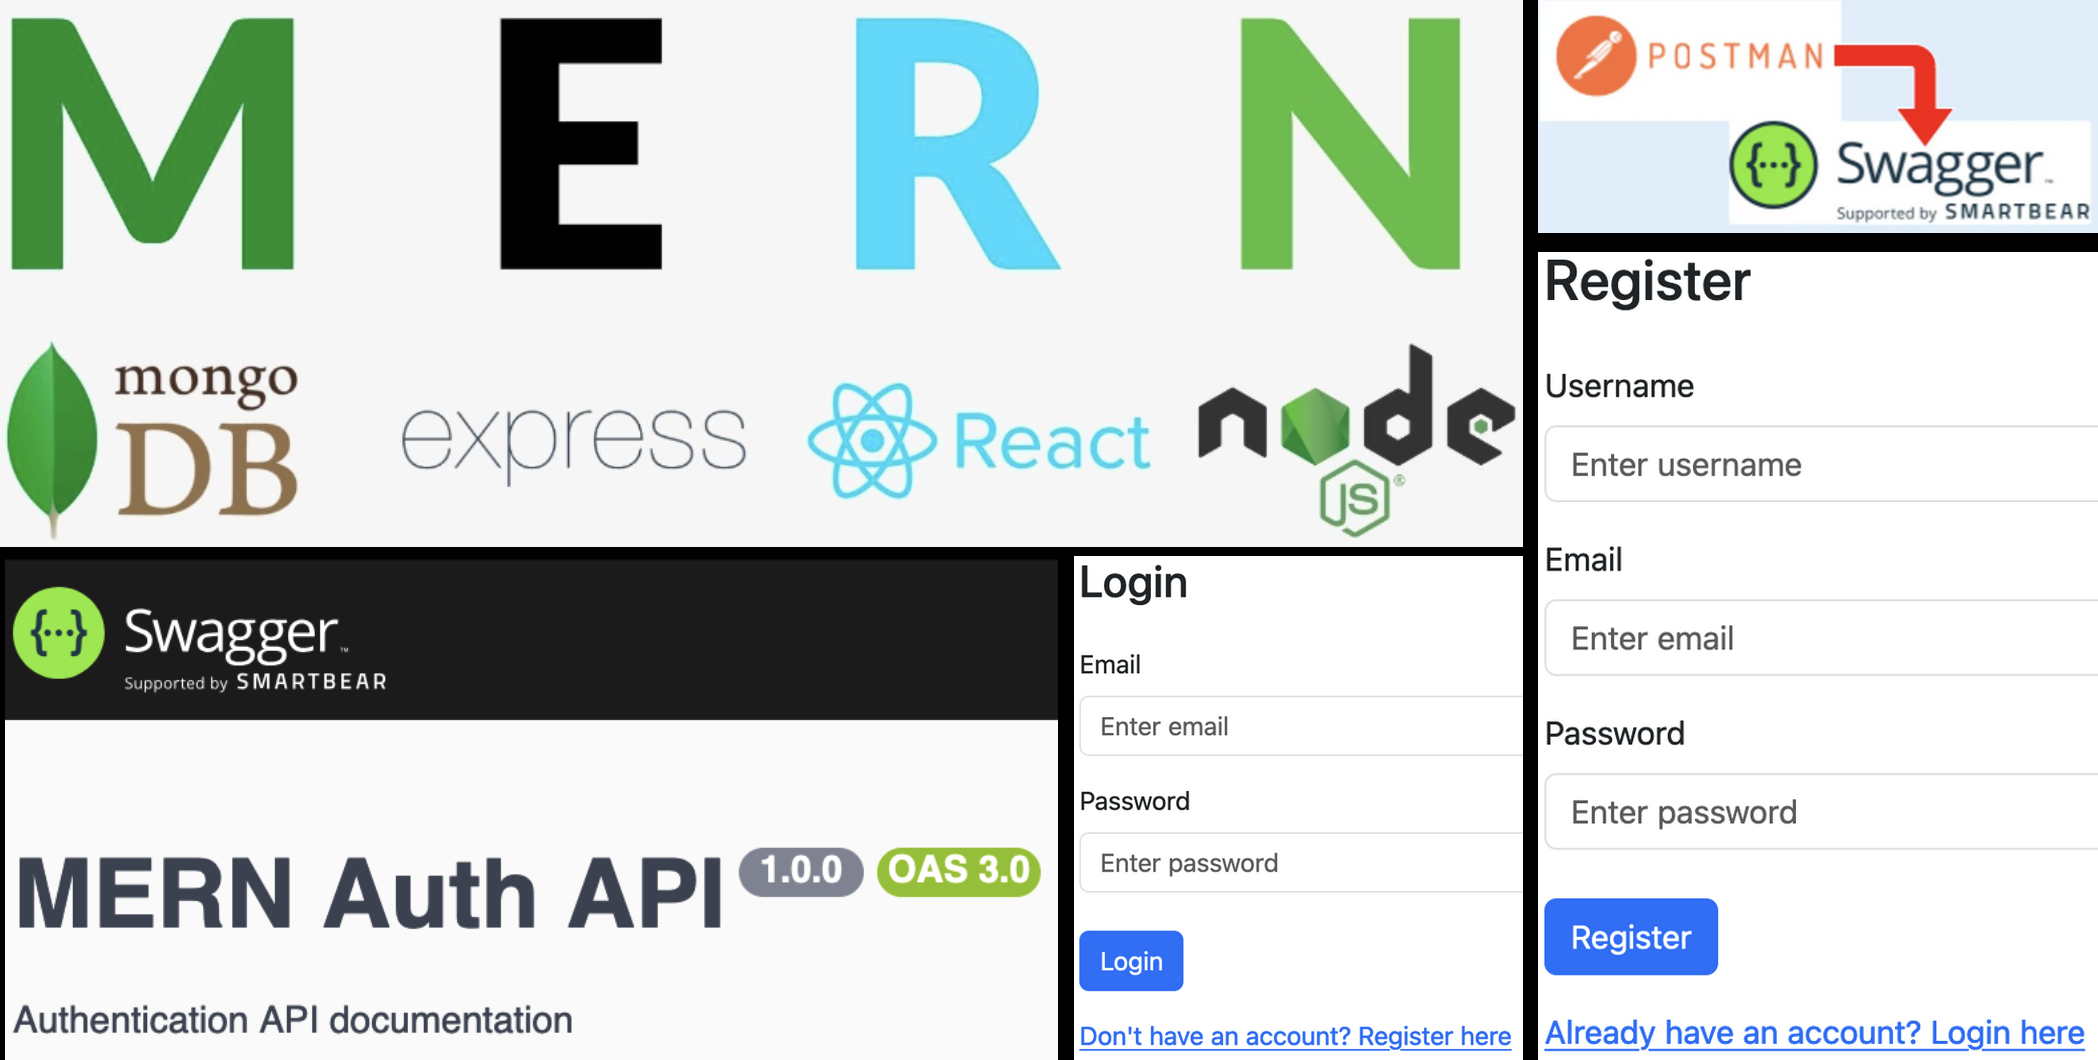 M E R N
mongo
DB
express
React
node
JS®
POSTMAN
{···} Swagger™
Supported by SMARTBEAR
{···} Swagger™
Supported by SMARTBEAR
MERN Auth API 1.0.0 OAS 3.0
Authentication API documentation
Login
Email
Enter email
Password
Enter password
Login
Don't have an account? Register here
Register
Username
Enter username
Email
Enter email
Password
Enter password
Register
Already have an account? Login here